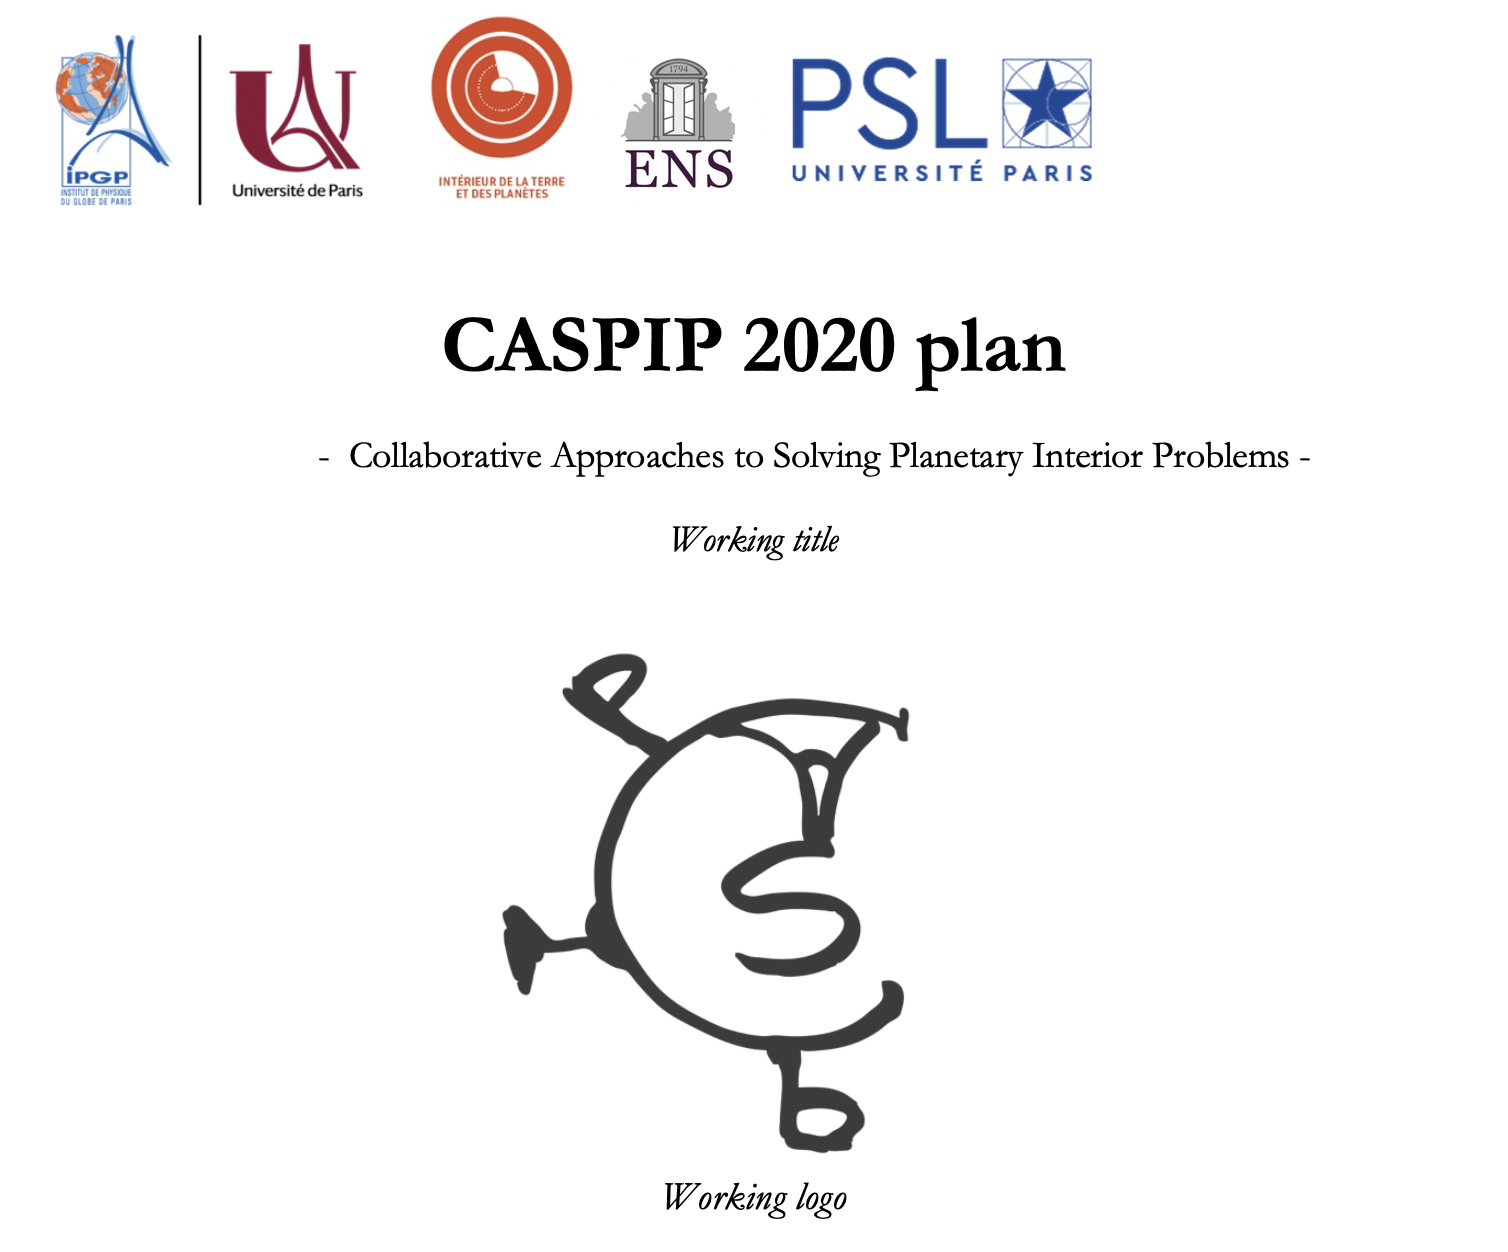 iPGP
INSTITUT DE PHYSIQUE
DU GLOBE DE PARIS
Université de Paris
INTÉRIEUR DE LA TERRE
ET DES PLANÈTES
1794
ENS
PSL
UNIVERSITÉ PARIS
CASPIP 2020 plan
- Collaborative Approaches to Solving Planetary Interior Problems -
Working title
Working logo